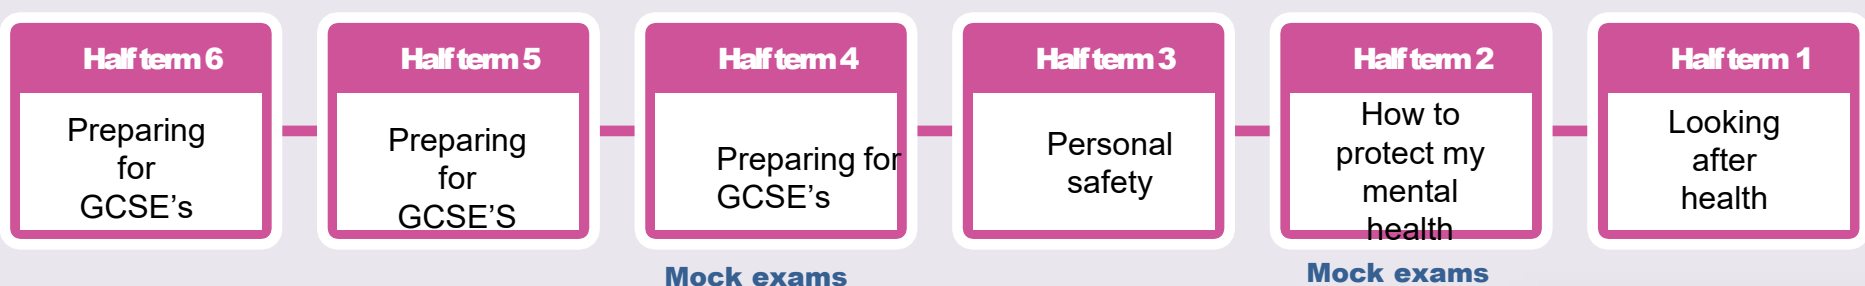 Half term 6
Preparing
for
GCSE's
Half term 5
Preparing
for
GCSE'S
Half term 4
Preparing for
GCSE's
Mock exams
Half term 3
Personal
safety
Half term 2
How to
protect my
mental
health
Mock exams
Half term 1
Looking
after
health